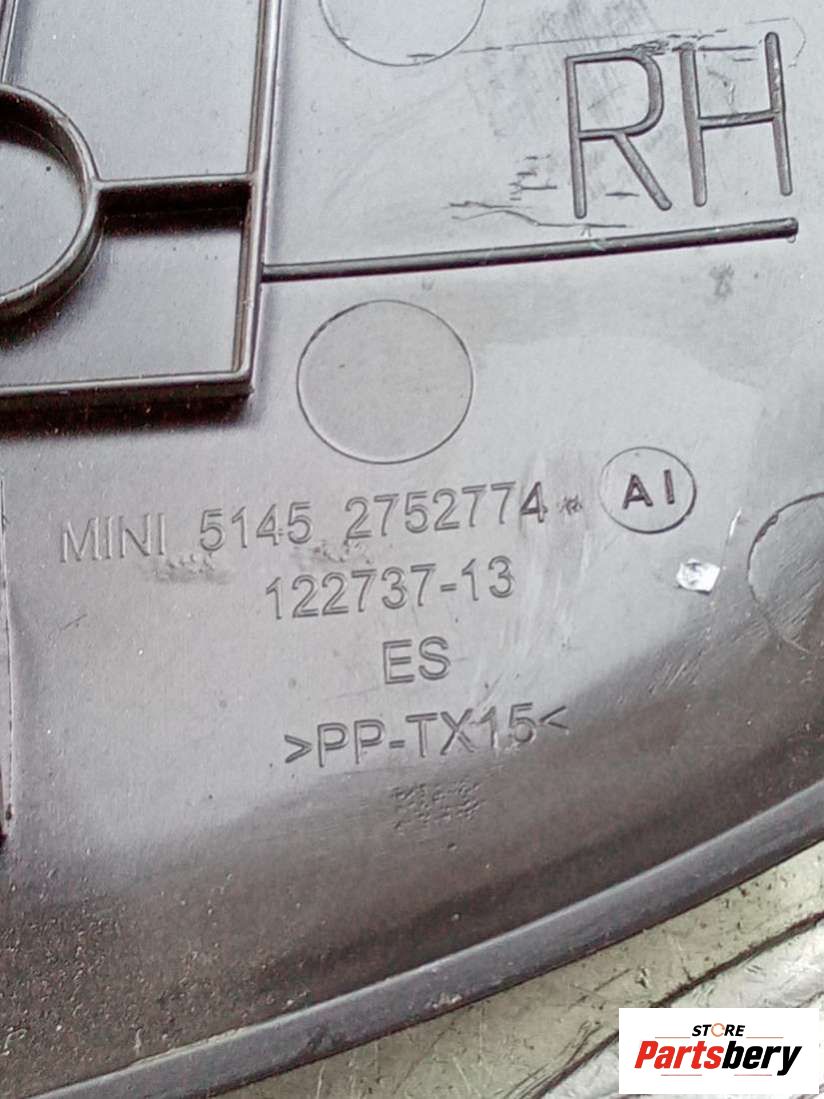 RH
MINI 5145 2752774 AI
122737-13
ES
>PP-TX15<
STORE
Partsbery